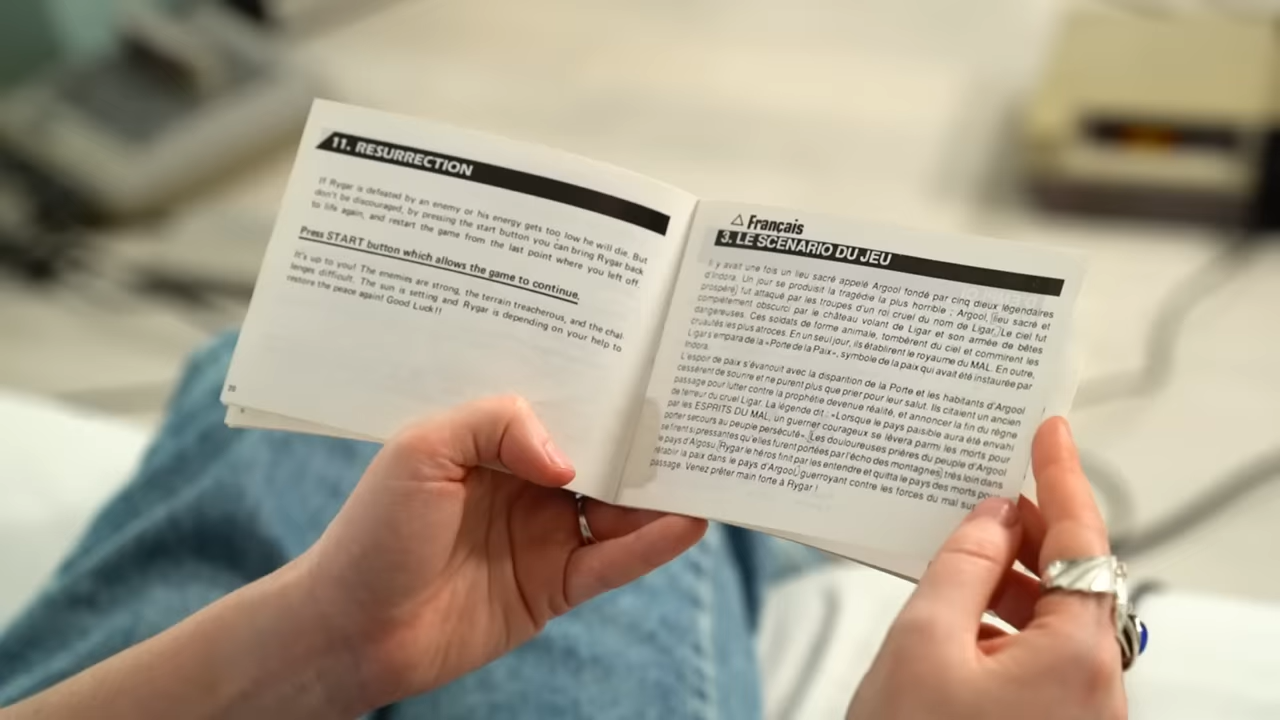 11. RESURRECTION
If Rygar is defeated by an enemy or his energy gets too low he will die. But
don't be discouraged, by pressing the start button you can bring Rygar back
to life again, and restart the game from the last point where you left off.
Press START button which allows the game to continue.
It's up to you! The enemies are strong, the terrain treacherous, and the chal-
lenges difficult. The sun is setting and Rygar is depending on your help to
restore the peace again! Good Luck!!
Français
3. LE SCENARIO DU JEU
Il y avait une fois un lieu sacré appelé Argool fondé par cinq dieux légendaires
d'Indora. Un jour se produisit la tragédie la plus horrible : Argool, [lieu sacré et
prospère] fut attaqué par les troupes d'un roi cruel du nom de Ligar. Le ciel fut
complètement obscurci par le château volant de Ligar et son armée de bêtes
dangereuses. Ces soldats de forme animale, tombèrent du ciel et commirent les
cruautés les plus atroces. En un seul jour, ils établirent le royaume du MAL. En outre,
Ligar s'empara de la «Porte de la Paix», symbole de la paix qui avait été instaurée par
Indora.
L'espoir de paix s'évanouit avec la disparition de la Porte et les habitants d'Argool
cessèrent de sourire et ne purent plus que prier pour leur salut. Ils citaient un ancien
passage pour lutter contre la prophétie devenue réalité, et annoncer la fin du règne
de terreur du cruel Ligar. La légende dit : «Lorsque le pays paisible aura été envahi
par les ESPRITS DU MAL, un guerrier courageux se lèvera parmi les morts pour
porter secours au peuple persécuté». [Les douloureuses prières du peuple d'Argool
se firent si pressantes qu'elles furent portées par l'écho des montagnes] très loin dans
le pays d'Algosu. [Rygar le héros finit par les entendre et quitta le pays des morts pour
rétablir la paix dans le pays d'Argool] guerroyant contre les forces du mal sur
passage. Venez prêter main forte à Rygar !